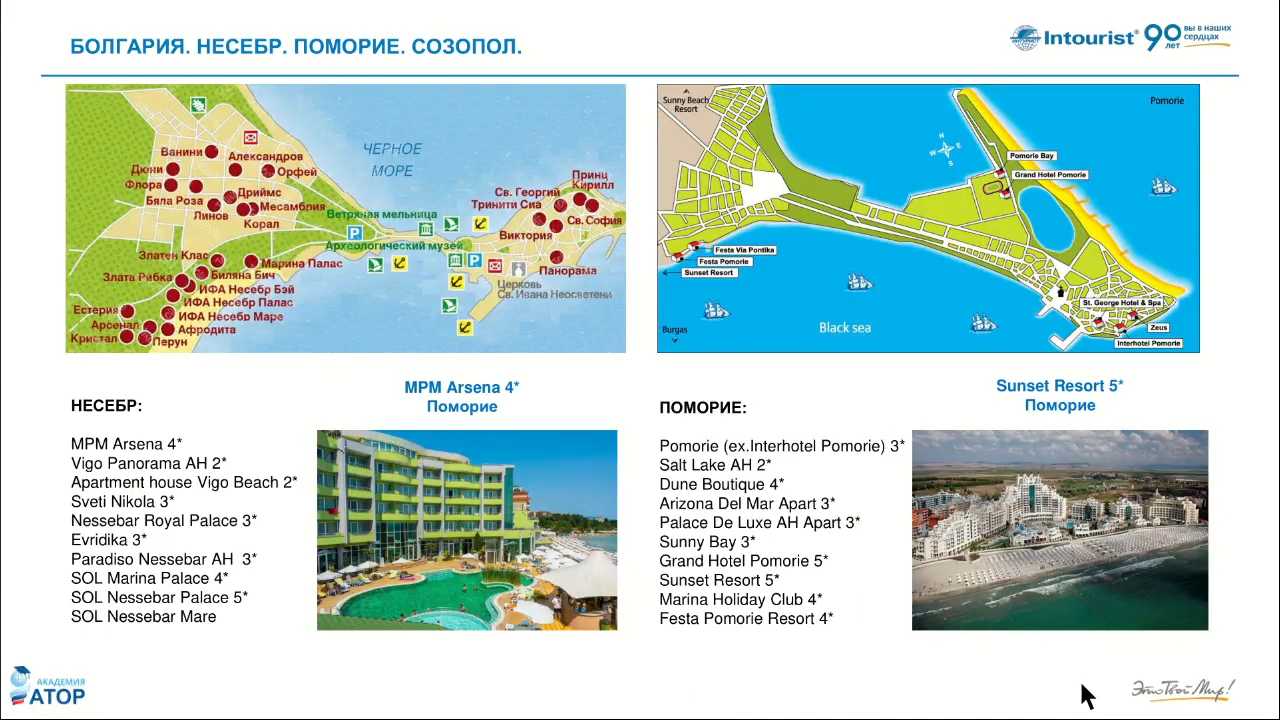 БОЛГАРИЯ. НЕСЕБР. ПОМОРИЕ. СОЗОПОЛ.
ИНТУРИСТ
Intourist®
90 лет
вы в наших
сердцах
Ванини
Александров
Дюни
Орфей
Флора
Дриймс
Бяла Роза
Месамбрия
Линов
Корал
ЧЕРНОЕ
МОРЕ
Принц
Кирилл
Св. Георгий
Тринити Сиа
Св. София
Виктория
Ветряная мельница
Археологический музей
Панорама
Златен Клас
Марина Палас
Злата Рибка
Биляна Бич
ИФА Несебр Бэй
ИФА Несебр Палас
Церковь
Св. Ивана Неосветени
Естерия
ИФА Несебр Маре
Арсенал
Афродита
Кристал
Перун
P
P
Sunny Beach
Resort
Pomorie
N
W
E
S
Pomorie Bay
Grand Hotel Pomorie
Festa Via Pontika
Festa Pomorie
Sunset Resort
St. George Hotel & Spa
Burgas
Black sea
Zeus
Interhotel Pomorie
НЕСЕБР:
MPM Arsena 4*
Vigo Panorama AH 2*
Apartment house Vigo Beach 2*
Sveti Nikola 3*
Nessebar Royal Palace 3*
Evridika 3*
Paradiso Nessebar AH  3*
SOL Marina Palace 4*
SOL Nessebar Palace 5*
SOL Nessebar Mare
MPM Arsena 4*
Поморие
ПОМОРИЕ:
Pomorie (ex.Interhotel Pomorie) 3*
Salt Lake AH 2*
Dune Boutique 4*
Arizona Del Mar Apart 3*
Palace De Luxe AH Apart 3*
Sunny Bay 3*
Grand Hotel Pomorie 5*
Sunset Resort 5*
Marina Holiday Club 4*
Festa Pomorie Resort 4*
Sunset Resort 5*
Поморие
АКАДЕМИЯ
АТОР
Это Твой Мир!